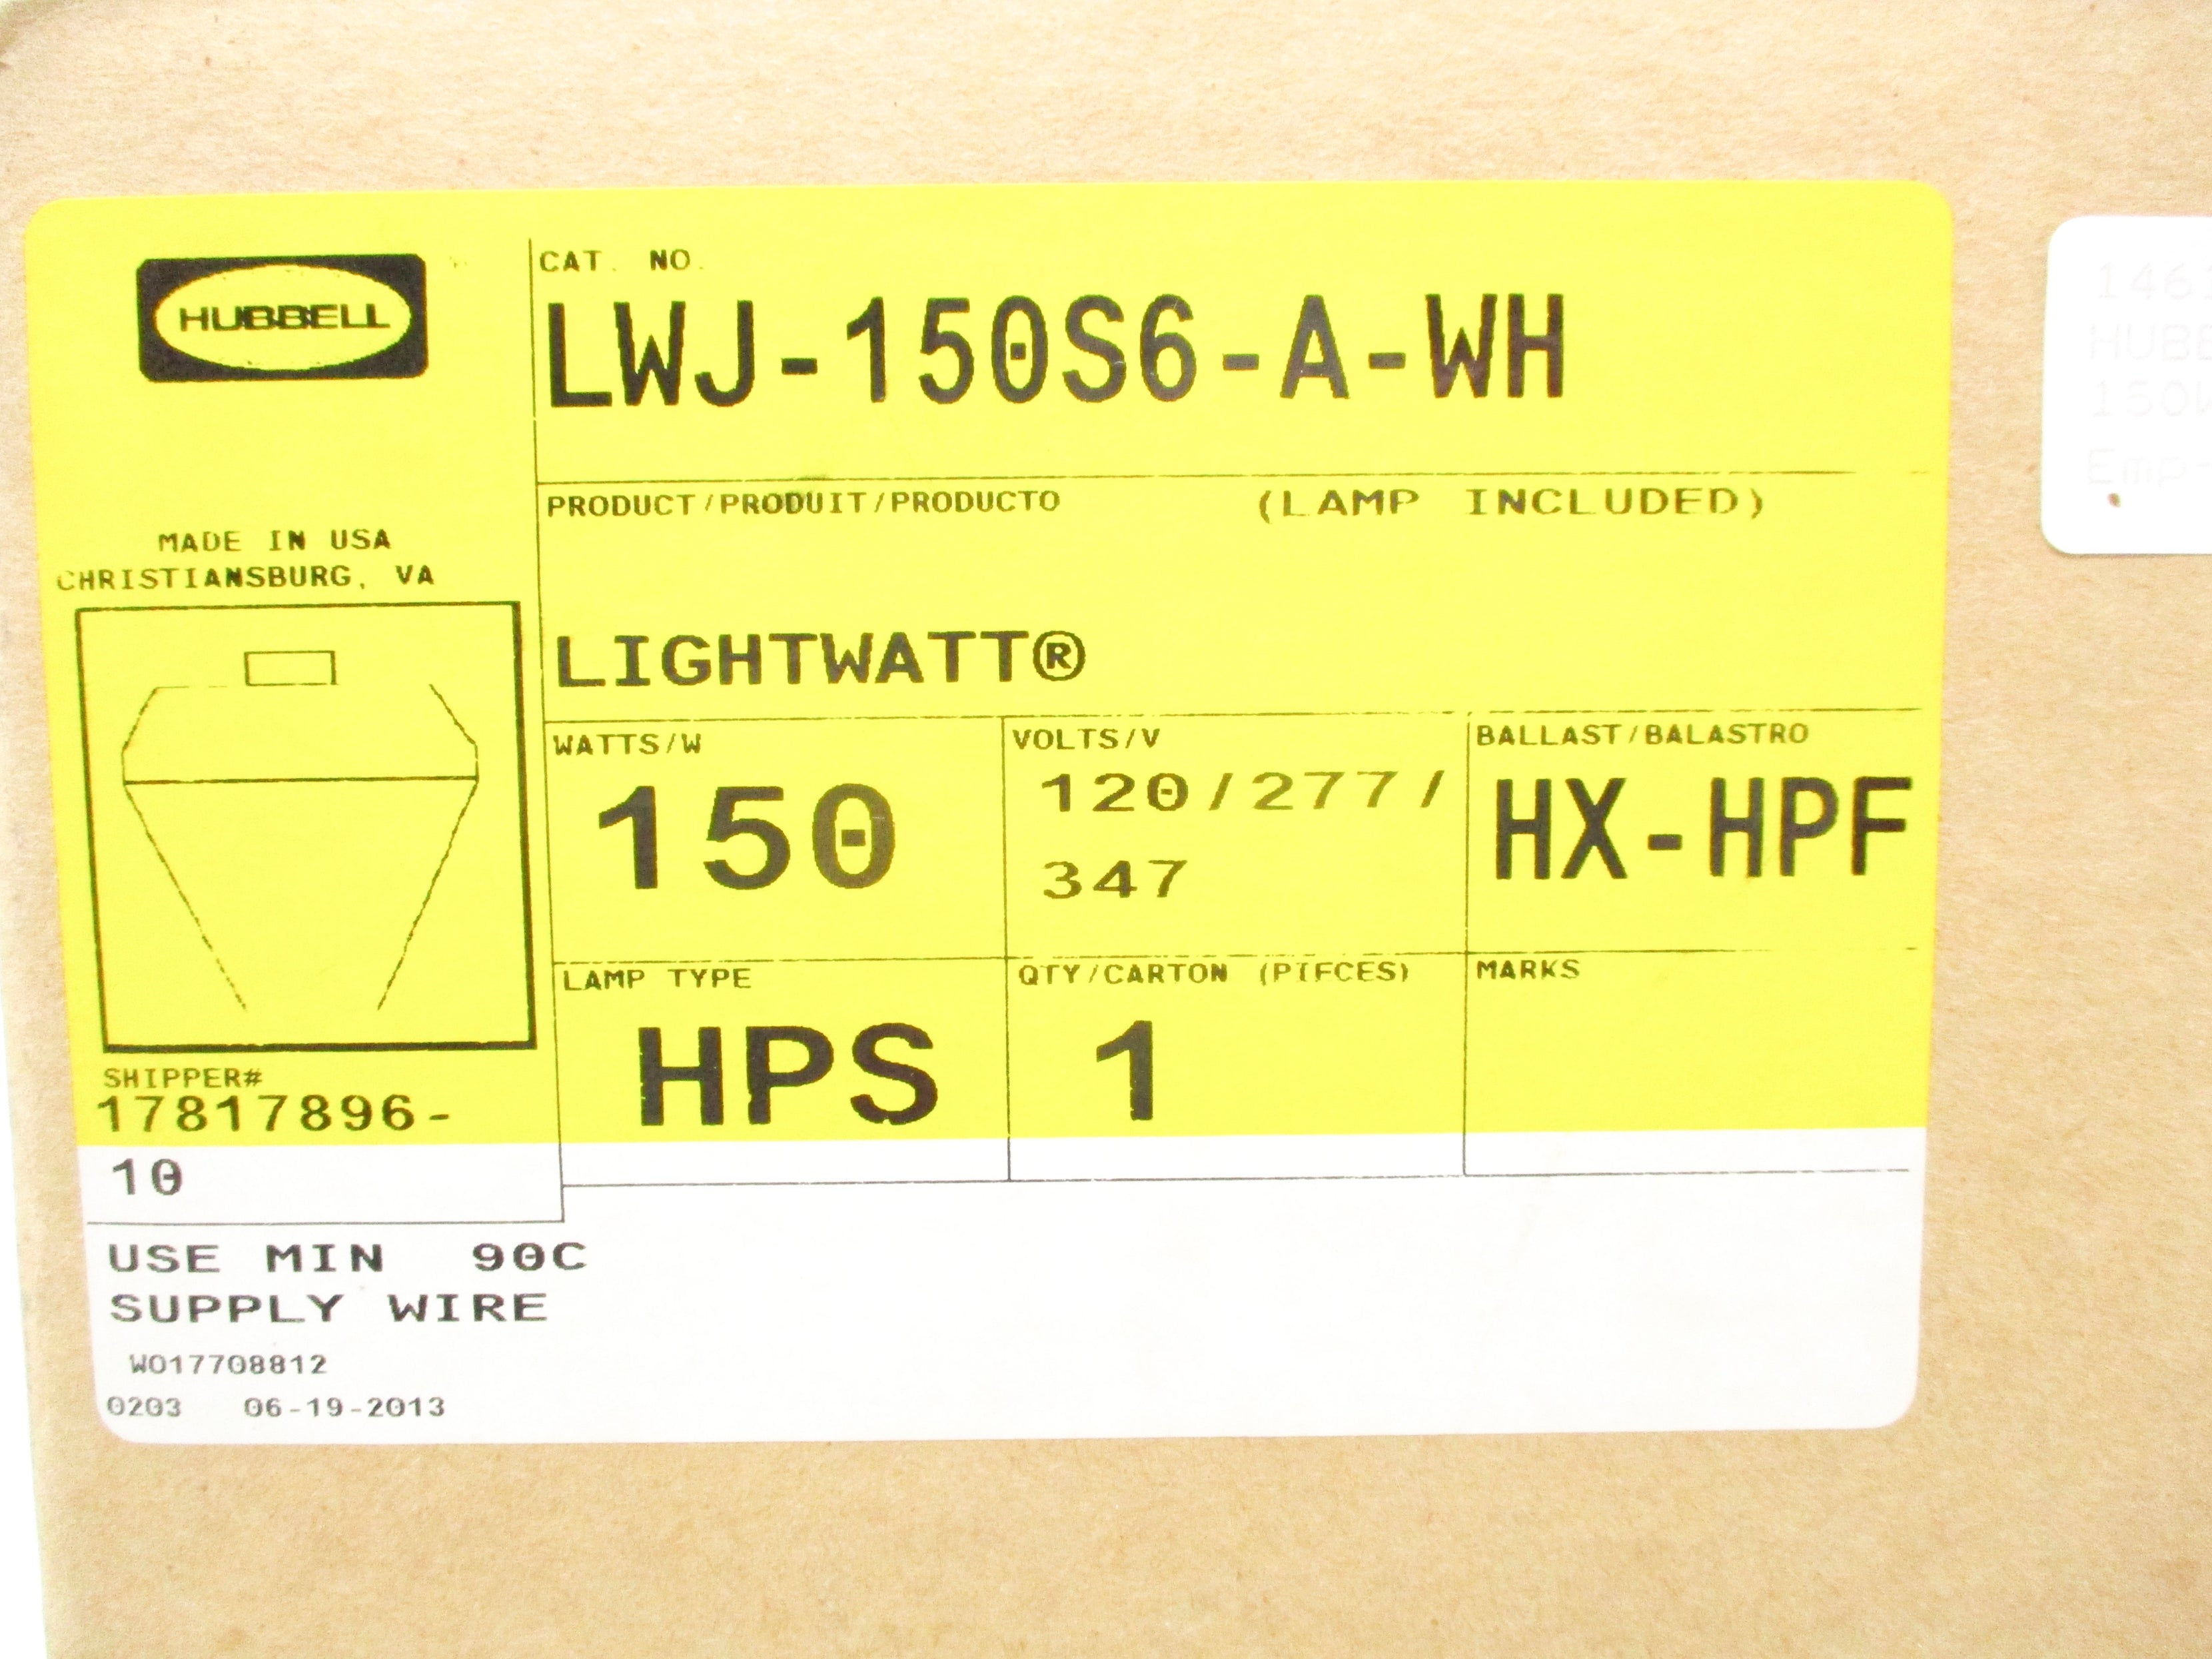 HUBBELL
CAT. NO.
LWJ-150S6-A-WH
PRODUCT/PRODUIT/PRODUCTO (LAMP INCLUDED)
MADE IN USA
CHRISTIANSBURG, VA
LIGHTWATT®
WATTS/W
150
VOLTS/V
120/277/
347
BALLAST/BALASTRO
HX-HPF
LAMP TYPE
HPS
QTY/CARTON (PIECES)
1
MARKS
SHIPPER#
17817896-
10
USE MIN 90C
SUPPLY WIRE
WO17708812
0203 06-19-2013